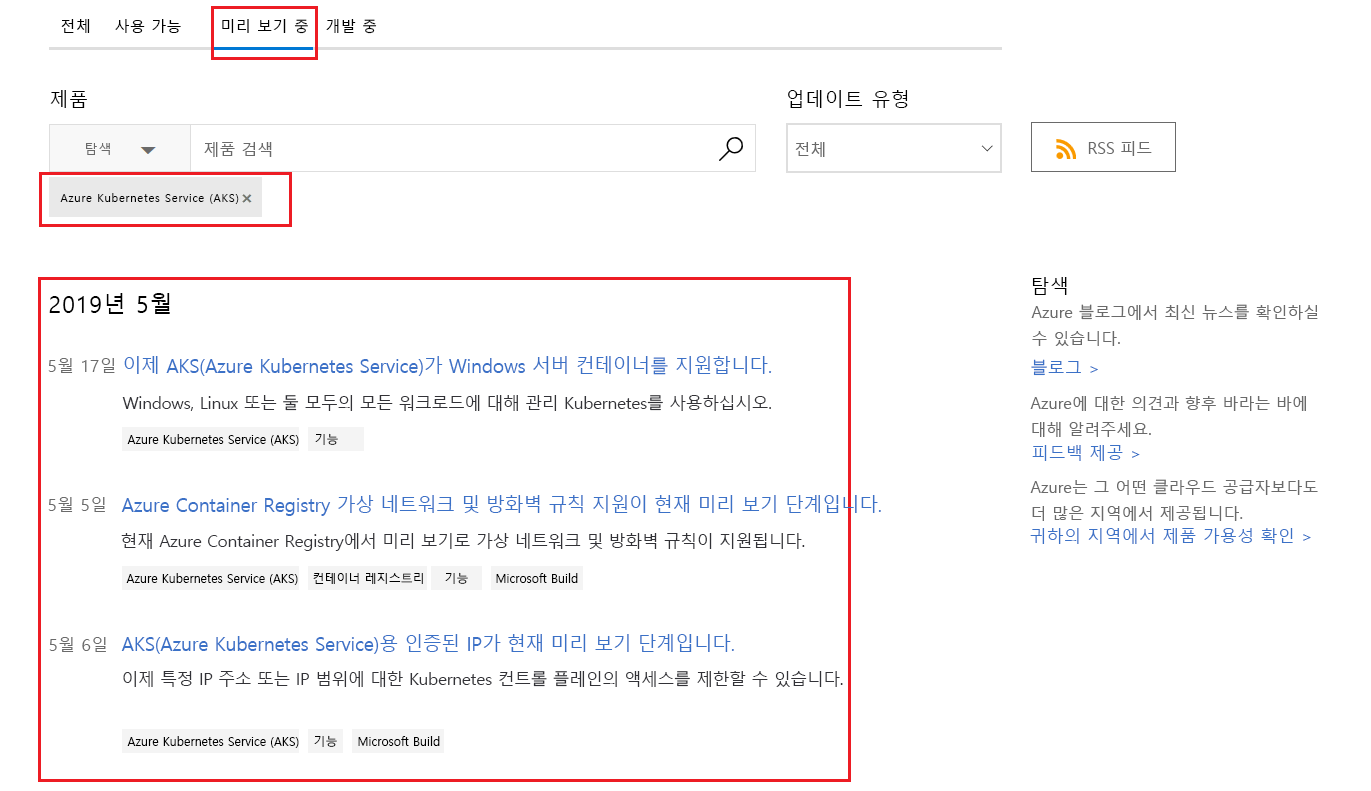 전체 사용 가능 미리 보기 중 개발 중
제품
업데이트 유형
탐색
제품 검색
전체
RSS 피드
Azure Kubernetes Service (AKS)
2019년 5월
5월 17일 이제 AKS(Azure Kubernetes Service)가 Windows 서버 컨테이너를 지원합니다.
Windows, Linux 또는 둘 모두의 모든 워크로드에 대해 관리 Kubernetes를 사용하십시오.
Azure Kubernetes Service (AKS) 기능
5월 5일 Azure Container Registry 가상 네트워크 및 방화벽 규칙 지원이 현재 미리 보기 단계입니다.
현재 Azure Container Registry에서 미리 보기로 가상 네트워크 및 방화벽 규칙이 지원됩니다.
Azure Kubernetes Service (AKS) 컨테이너 레지스트리 기능 Microsoft Build
5월 6일 AKS(Azure Kubernetes Service)용 인증된 IP가 현재 미리 보기 단계입니다.
이제 특정 IP 주소 또는 IP 범위에 대한 Kubernetes 컨트롤 플레인의 액세스를 제한할 수 있습니다.
Azure Kubernetes Service (AKS) 기능 Microsoft Build
탐색
Azure 블로그에서 최신 뉴스를 확인하실
수 있습니다.
블로그 >
Azure에 대한 의견과 향후 바라는 바에
대해 알려주세요.
피드백 제공 >
Azure는 그 어떤 클라우드 공급자보다도
더 많은 지역에서 제공됩니다.
귀하의 지역에서 제품 가용성 확인 >